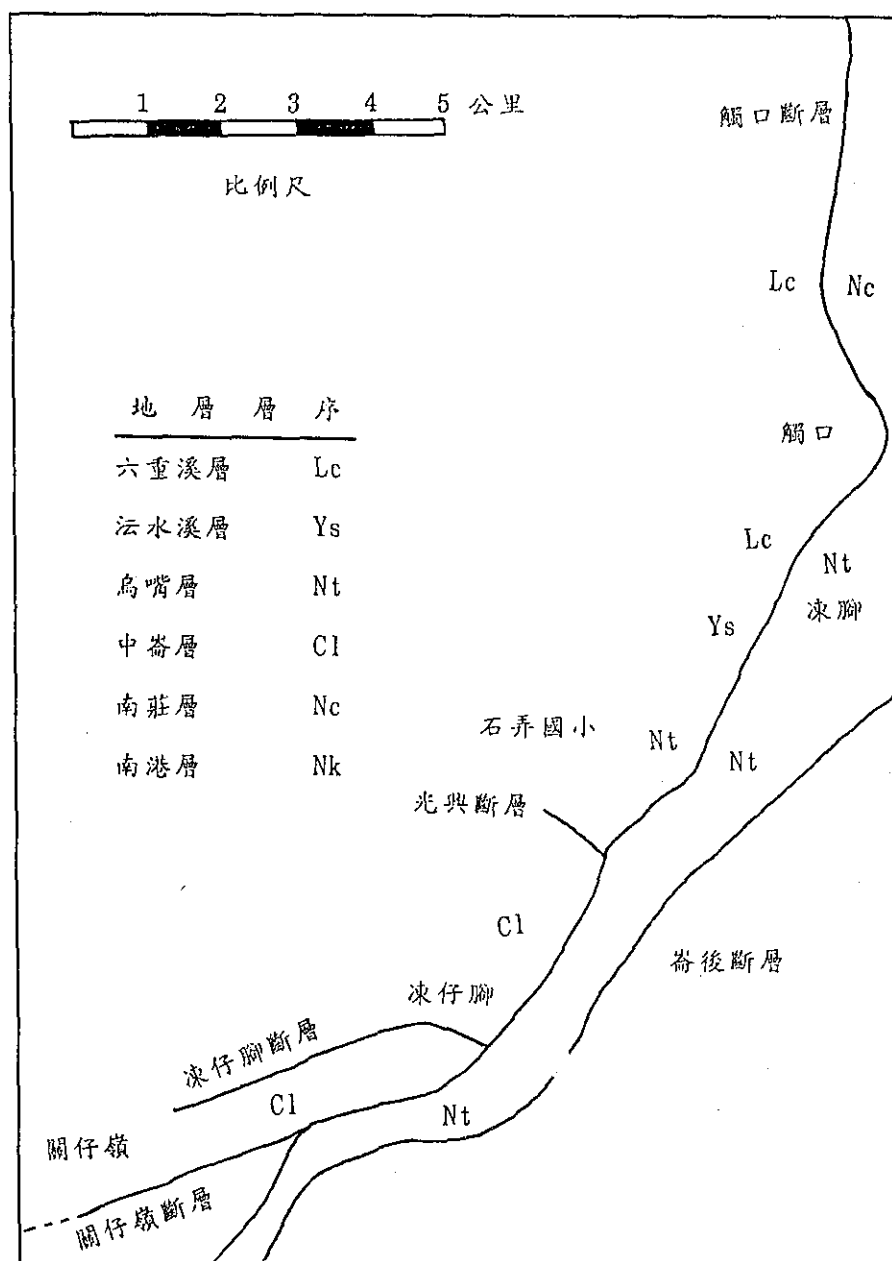 1 2 3 4 5 公里
比例尺
觸口斷層
Lc Nc
地層層序
六重溪層 Lc
沄水溪層 Ys
鳥嘴層 Nt
中崙層 Cl
南莊層 Nc
南港層 Nk
觸口
Lc
Nt
凍腳
Ys
石弄國小
Nt
Nt
光興斷層
Cl
崙後斷層
凍仔腳
凍仔腳斷層
Cl
Nt
關仔嶺
關仔嶺斷層